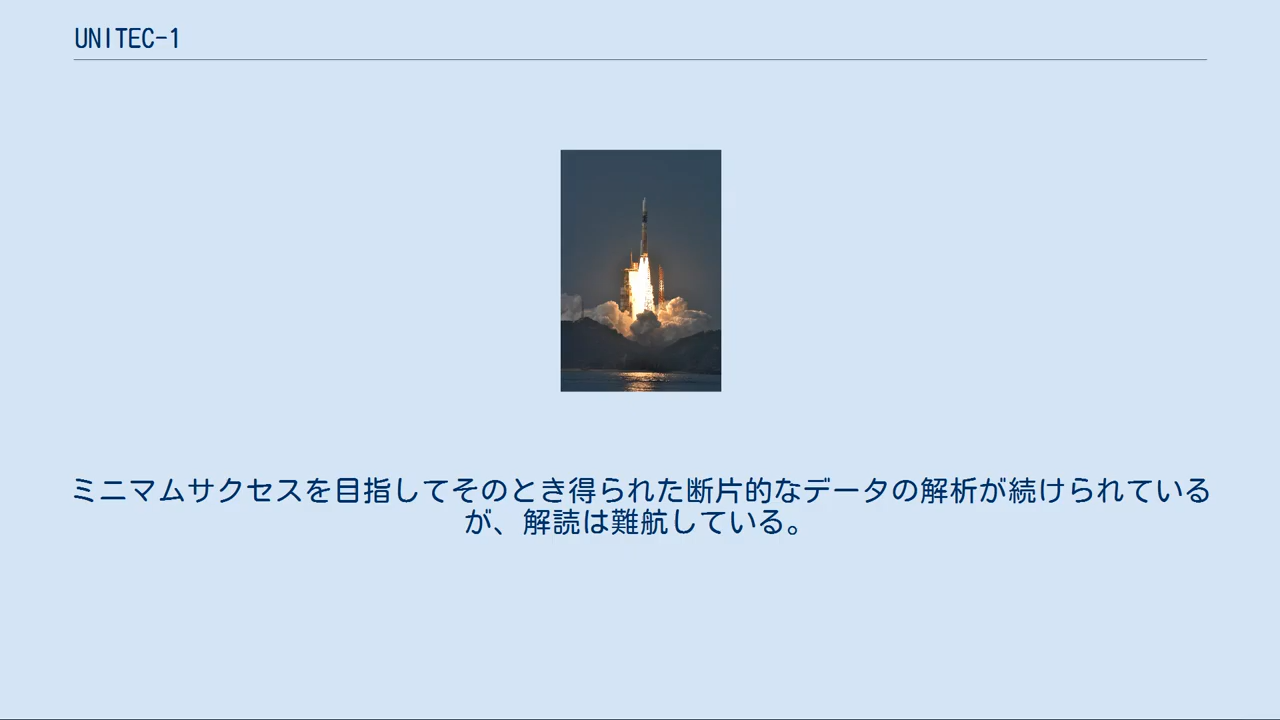 UNITEC-1
ミニマムサクセスを目指してそのとき得られた断片的なデータの解析が続けられている
が、解読は難航している。